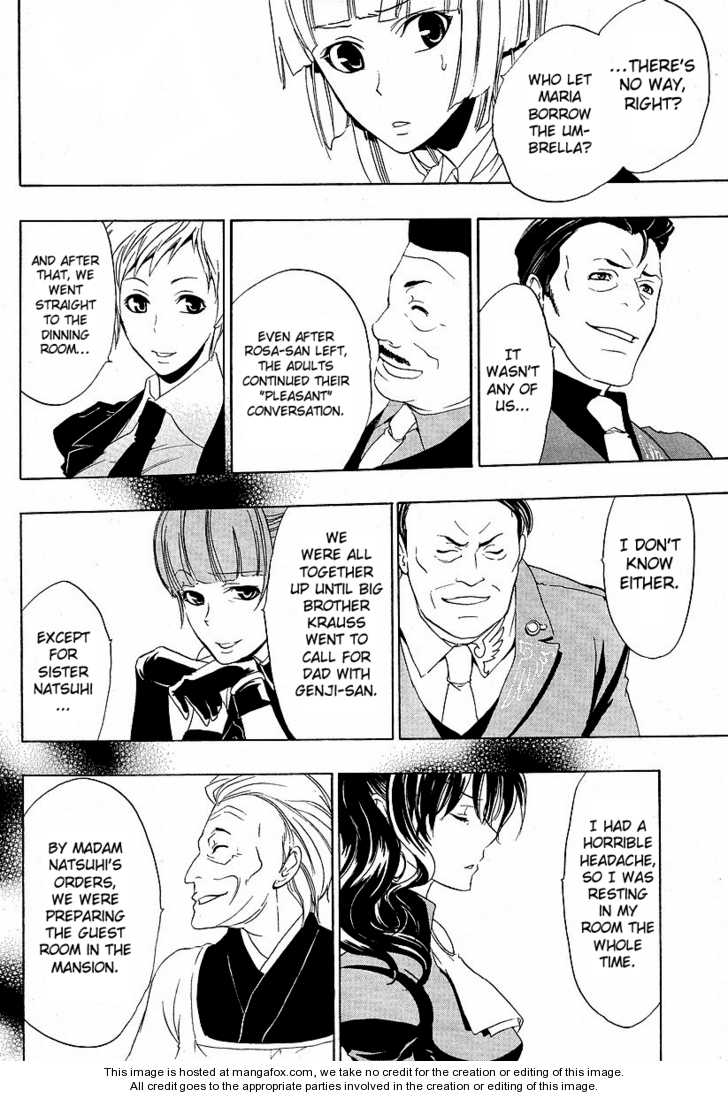 ...THERE'S
NO WAY,
RIGHT?
WHO LET
MARIA
BORROW
THE UM-
BRELLA?
IT
WASN'T
ANY OF
US...
EVEN AFTER
ROSA-SAN LEFT,
THE ADULTS
CONTINUED THEIR
"PLEASANT"
CONVERSATION.
AND AFTER
THAT, WE
WENT
STRAIGHT
TO THE
DINNING
ROOM...
I DON'T
KNOW
EITHER.
WE
WERE ALL
TOGETHER
UP UNTIL BIG
BROTHER
KRAUSS
WENT TO
CALL FOR
DAD WITH
GENJI-SAN.
EXCEPT
FOR
SISTER
NATSUHI
...
I HAD A
HORRIBLE
HEADACHE,
SO I WAS
RESTING
IN MY
ROOM THE
WHOLE
TIME.
BY MADAM
NATSUHI'S
ORDERS,
WE WERE
PREPARING
THE GUEST
ROOM IN THE
MANSION.
This image is hosted at mangafox.com, we take no credit for the creation or editing of this image.
All credit goes to the appropriate parties involved in the creation or editing of this image.